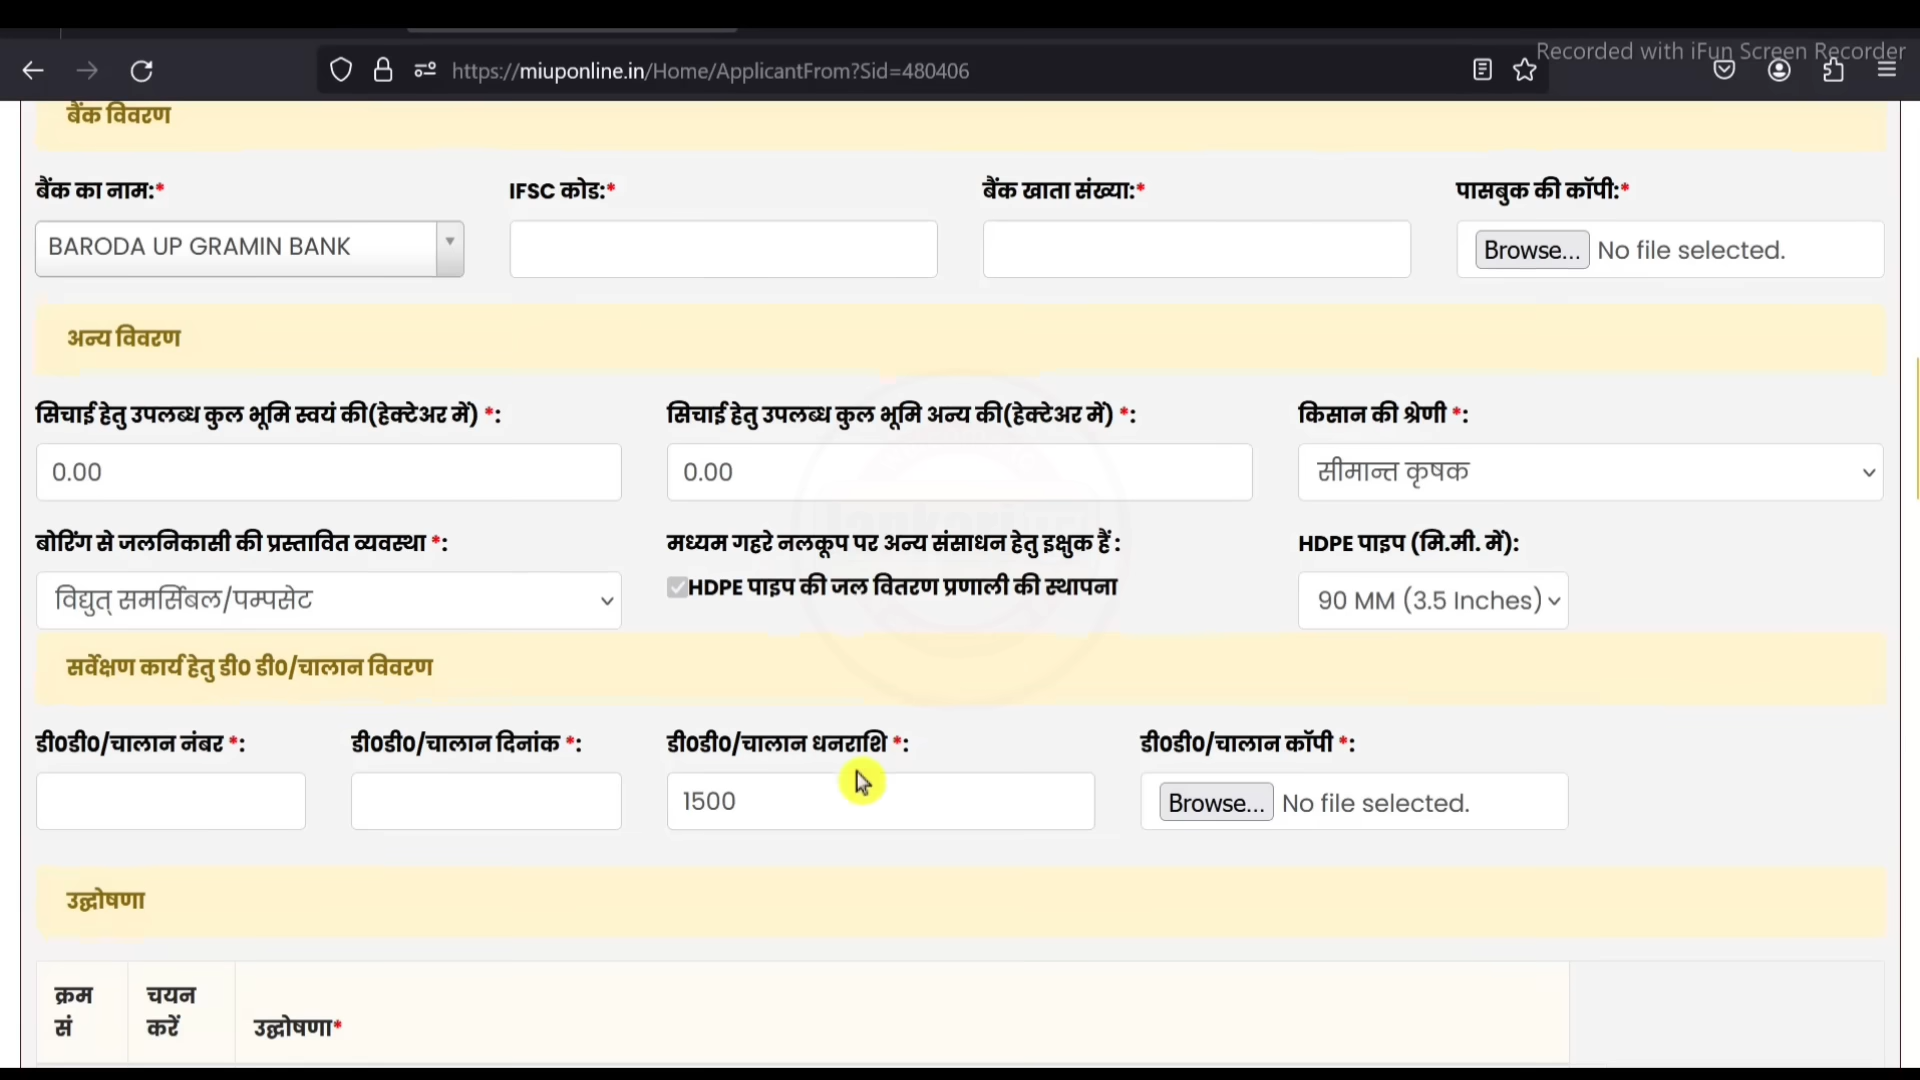 Recorded with iFun Screen Recorder
https://miuponline.in/Home/ApplicantFrom?Sid=480406
बैंक विवरण
बैंक का नाम:* IFSC कोड:* बैंक खाता संख्या:* पासबुक की कॉपी:*
BARODA UP GRAMIN BANK Browse... No file selected.
अन्य विवरण
सिचाई हेतु उपलब्ध कुल भूमि स्वयं की(हेक्टेअर में) *: सिचाई हेतु उपलब्ध कुल भूमि अन्य की(हेक्टेअर में) *: किसान की श्रेणी *:
0.00 0.00 सीमान्त कृषक
बोरिंग से जलनिकासी की प्रस्तावित व्यवस्था *: मध्यम गहरे नलकूप पर अन्य संसाधन हेतु इक्षुक हैं : HDPE पाइप (मि.मी. में):
विद्युत् समर्सिबल/पम्पसेट HDPE पाइप की जल वितरण प्रणाली की स्थापना 90 MM (3.5 Inches)
सर्वेक्षण कार्य हेतु डी0 डी0/चालान विवरण
डी0डी0/चालान नंबर *: डी0डी0/चालान दिनांक *: डी0डी0/चालान धनराशि *: डी0डी0/चालान कॉपी *:
1500 Browse... No file selected.
उद्घोषणा
क्रम सं चयन करें उद्घोषणा*